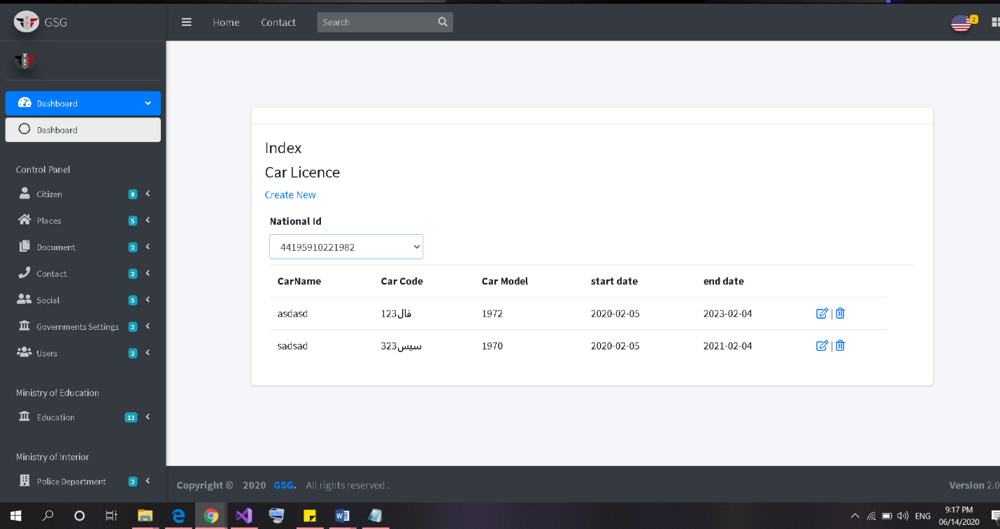 GSG
Home Contact Search
2
Dashboard
Dashboard
Control Panel
Citizen 8
Places 5
Document 2
Contact 2
Social 5
Governments Settings 2
Users 2
Ministry of Education
Education 12
Ministry of Interior
Police Department 2
Index
Car Licence
Create New
National Id
44195910221982
CarName Car Code Car Model start date end date
asdasd 123فال 1972 2020-02-05 2023-02-04 |
sadsad 323سيس 1970 2020-02-05 2021-02-04 |
Copyright © 2020 GSG. All rights reserved . Version 2.0
ENG 9:17 PM
06/14/2020